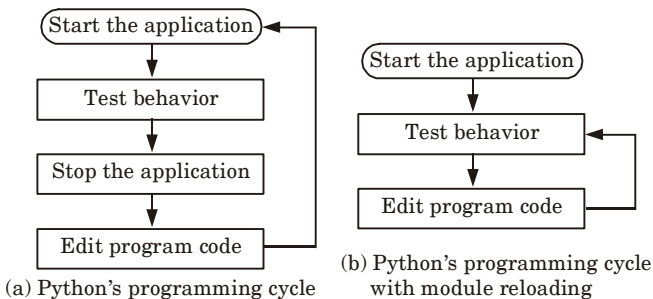 Start the application
Test behavior
Stop the application
Edit program code
(a) Python's programming cycle
Start the application
Test behavior
Edit program code
(b) Python's programming cycle
with module reloading